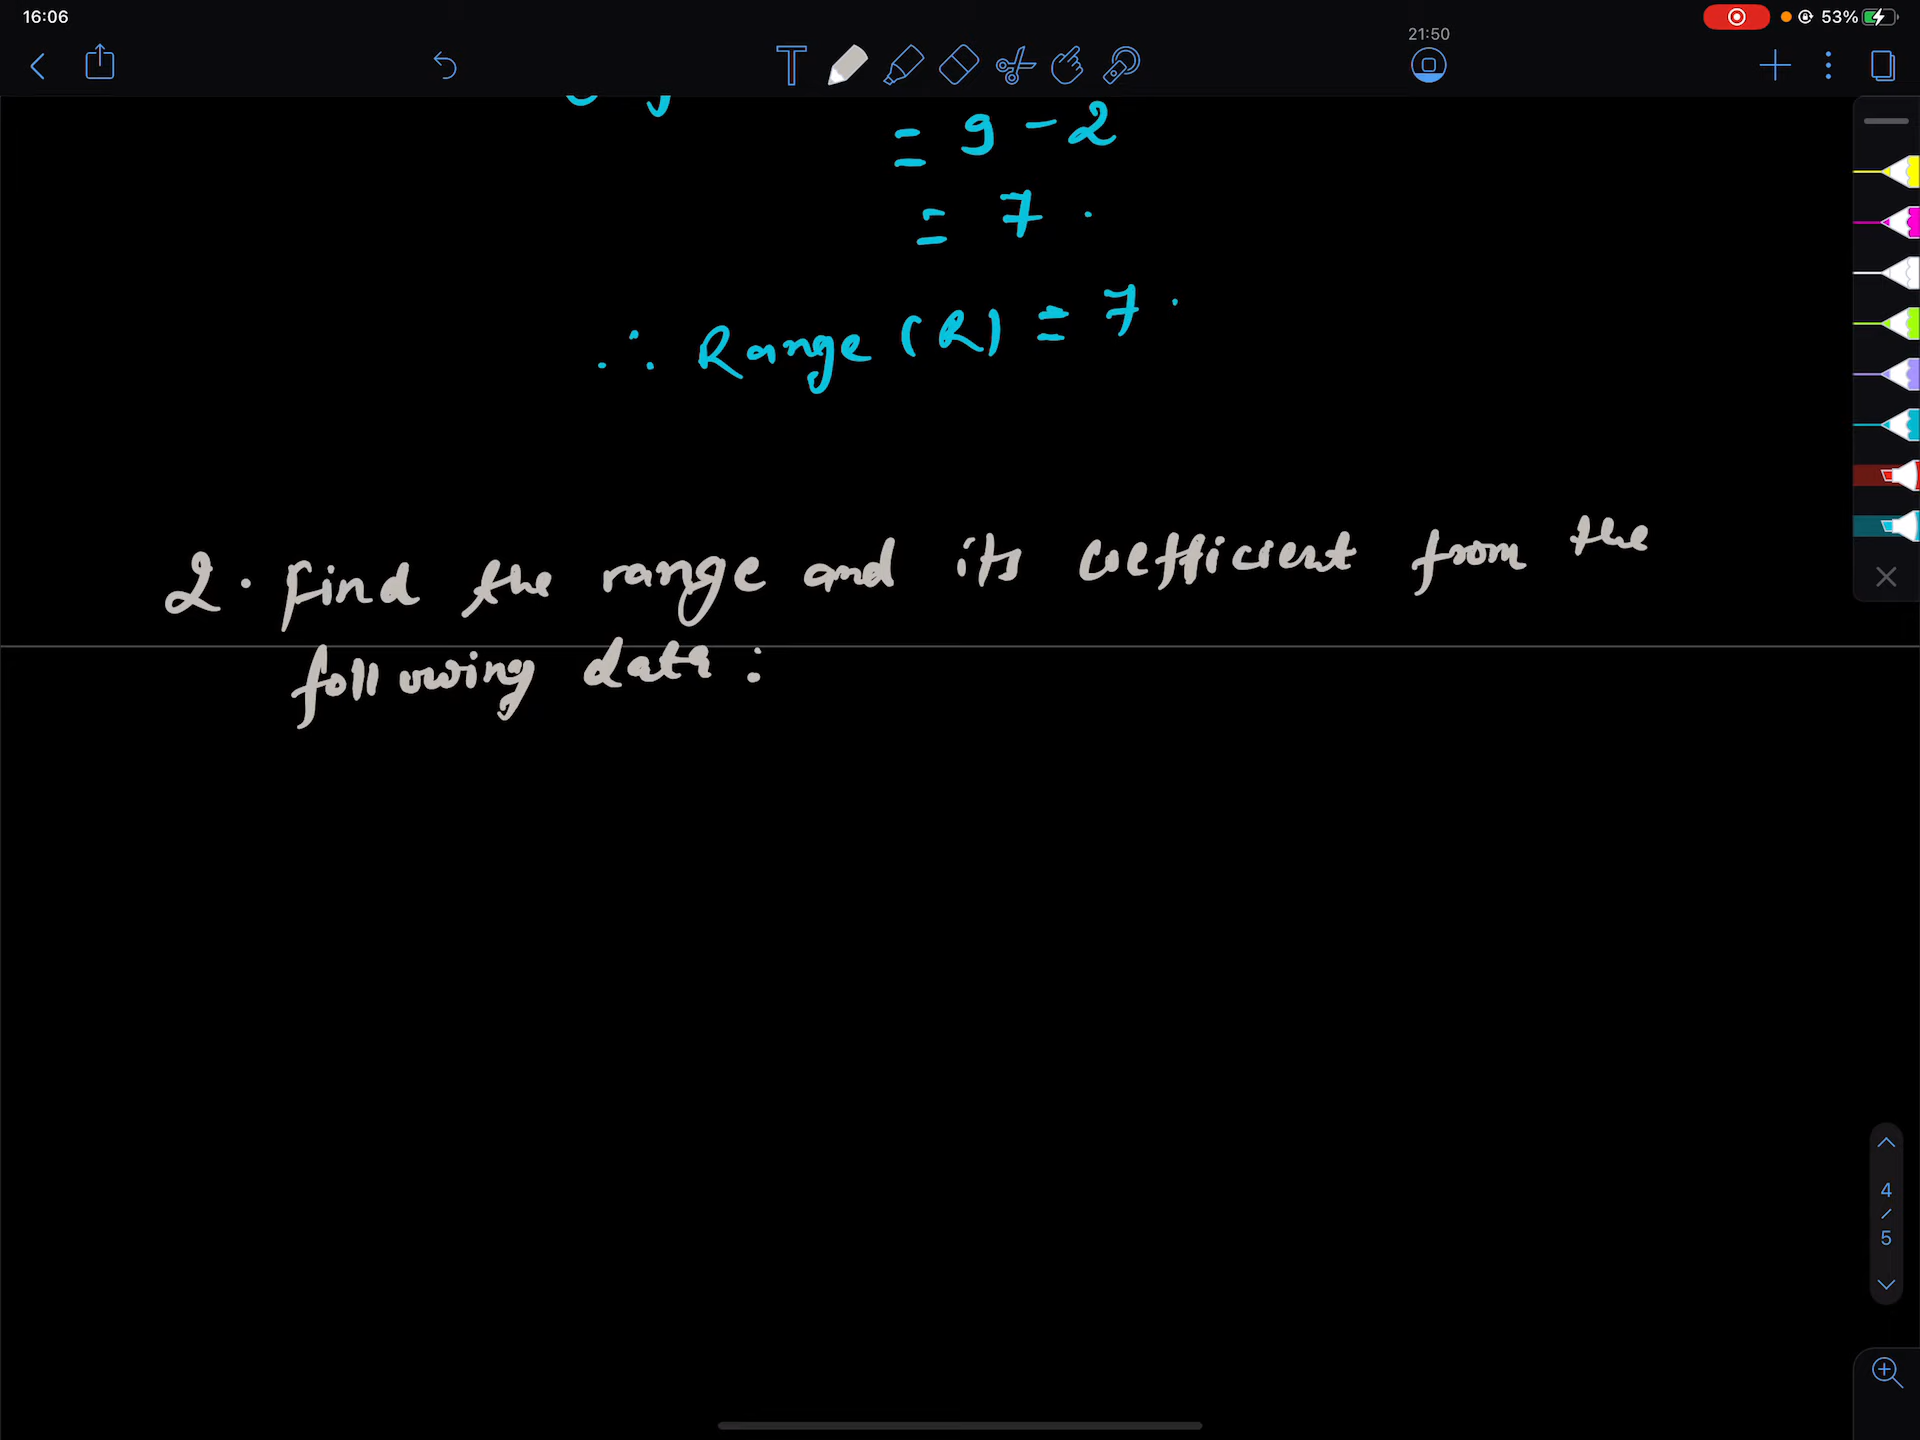 16:06
53%
21:50
= 9 - 2
= 7 .
∴ Range (R) = 7 .
2. Find the range and its coefficient from the
following data :
4
/
5